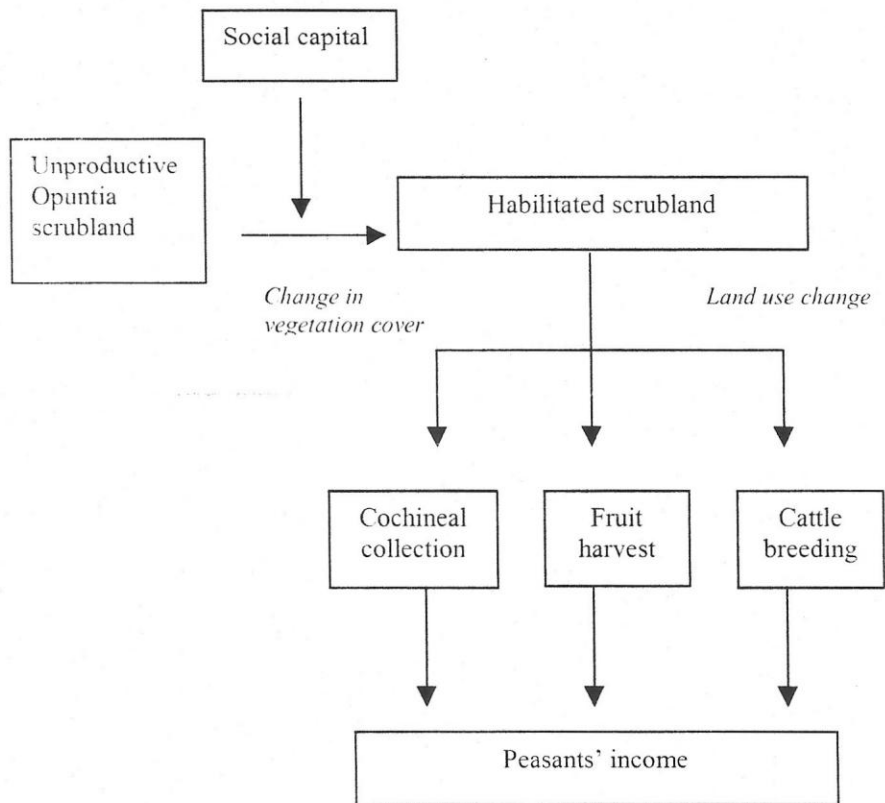 Social capital
Unproductive
Opuntia
scrubland
Habilitated scrubland
Change in
vegetation cover
Land use change
Cochineal
collection
Fruit
harvest
Cattle
breeding
Peasants' income